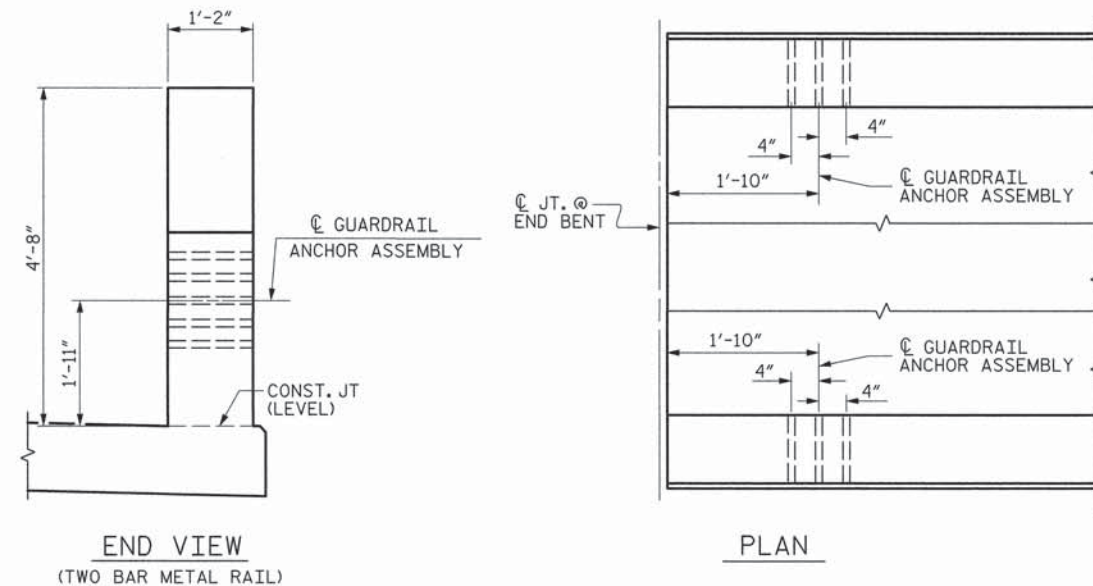 1'-2"
4'-8"
1'-11"
℄ GUARDRAIL
ANCHOR ASSEMBLY
CONST. JT
(LEVEL)
END VIEW
(TWO BAR METAL RAIL)
4"
4"
1'-10"
℄ GUARDRAIL
ANCHOR ASSEMBLY
℄ JT. @
END BENT
1'-10"
℄ GUARDRAIL
ANCHOR ASSEMBLY
4"
4"
PLAN